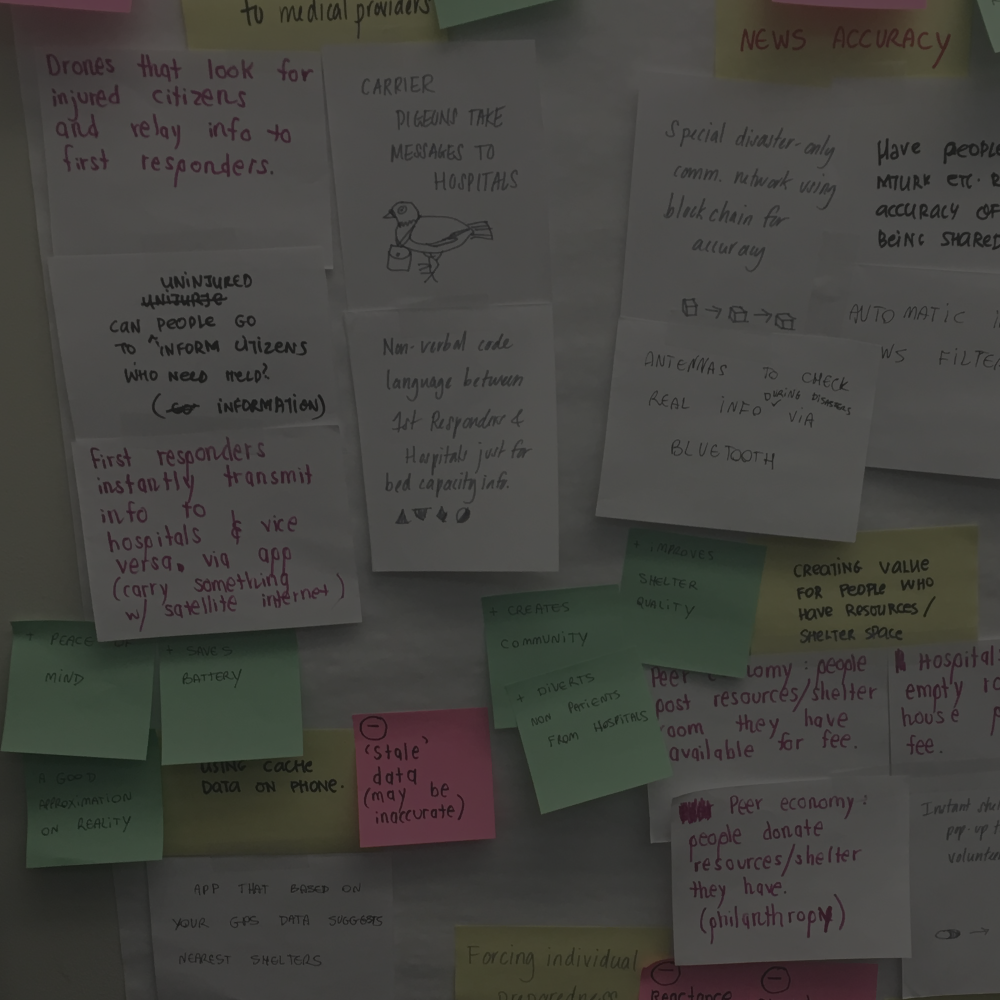 to medical providers
NEWS ACCURACY
Drones that look for
injured citizens
and relay info to
first responders.
CARRIER
PIGEONS TAKE
MESSAGES TO
HOSPITALS
Special disaster-only
comm. network using
blockchain for
accuracy
Have people
MTURK ETC.
ACCURACY OF
BEING SHARED
UNINJURED
CAN PEOPLE GO
TO INFORM CITIZENS
WHO NEED HELP?
(INFORMATION)
Non-verbal code
language between
1st Responders &
Hospitals just for
bed capacity info.
ANTENNAS TO CHECK
REAL INFO DURING DISASTERS VIA
BLUETOOTH
AUTOMATIC
First responders
instantly transmit
info to
hospitals & vice
versa. via app
(carry something
w/ satellite internet)
+ PEACE OF
MIND
+ SAVES
BATTERY
+ CREATES
COMMUNITY
+ IMPROVES
SHELTER
QUALITY
CREATING VALUE
FOR PEOPLE WHO
HAVE RESOURCES/
SHELTER SPACE
+ DIVERTS
NON PATIENTS
FROM HOSPITALS
Peer economy: people
post resources/shelter
room they have
available for fee.
Hospital
empty
house
fee.
A GOOD
APPROXIMATION
ON REALITY
USING CACHE
DATA ON PHONE.
'stale'
data
(may be
inaccurate)
Peer economy:
people donate
resources/shelter
they have.
(philanthropy)
Instant
pop-up
APP THAT BASED ON
YOUR GPS DATA SUGGESTS
NEAREST SHELTERS
Forcing individual
preparedness
Reactance